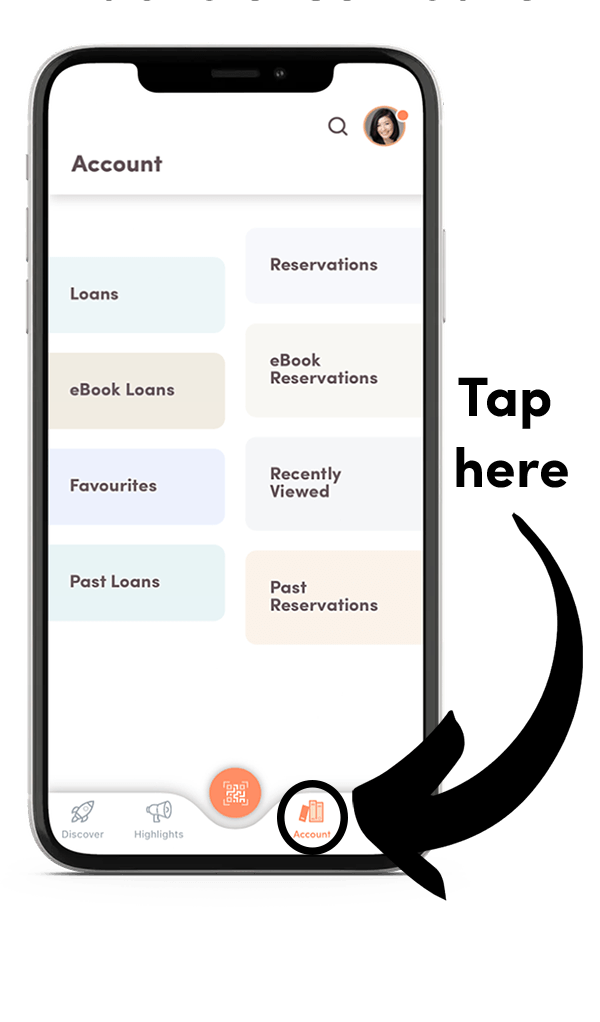 Account
Reservations
Loans
eBook
Reservations
eBook Loans
Recently
Viewed
Favourites
Past
Reservations
Past Loans
Tap
here
Discover
Highlights
Account